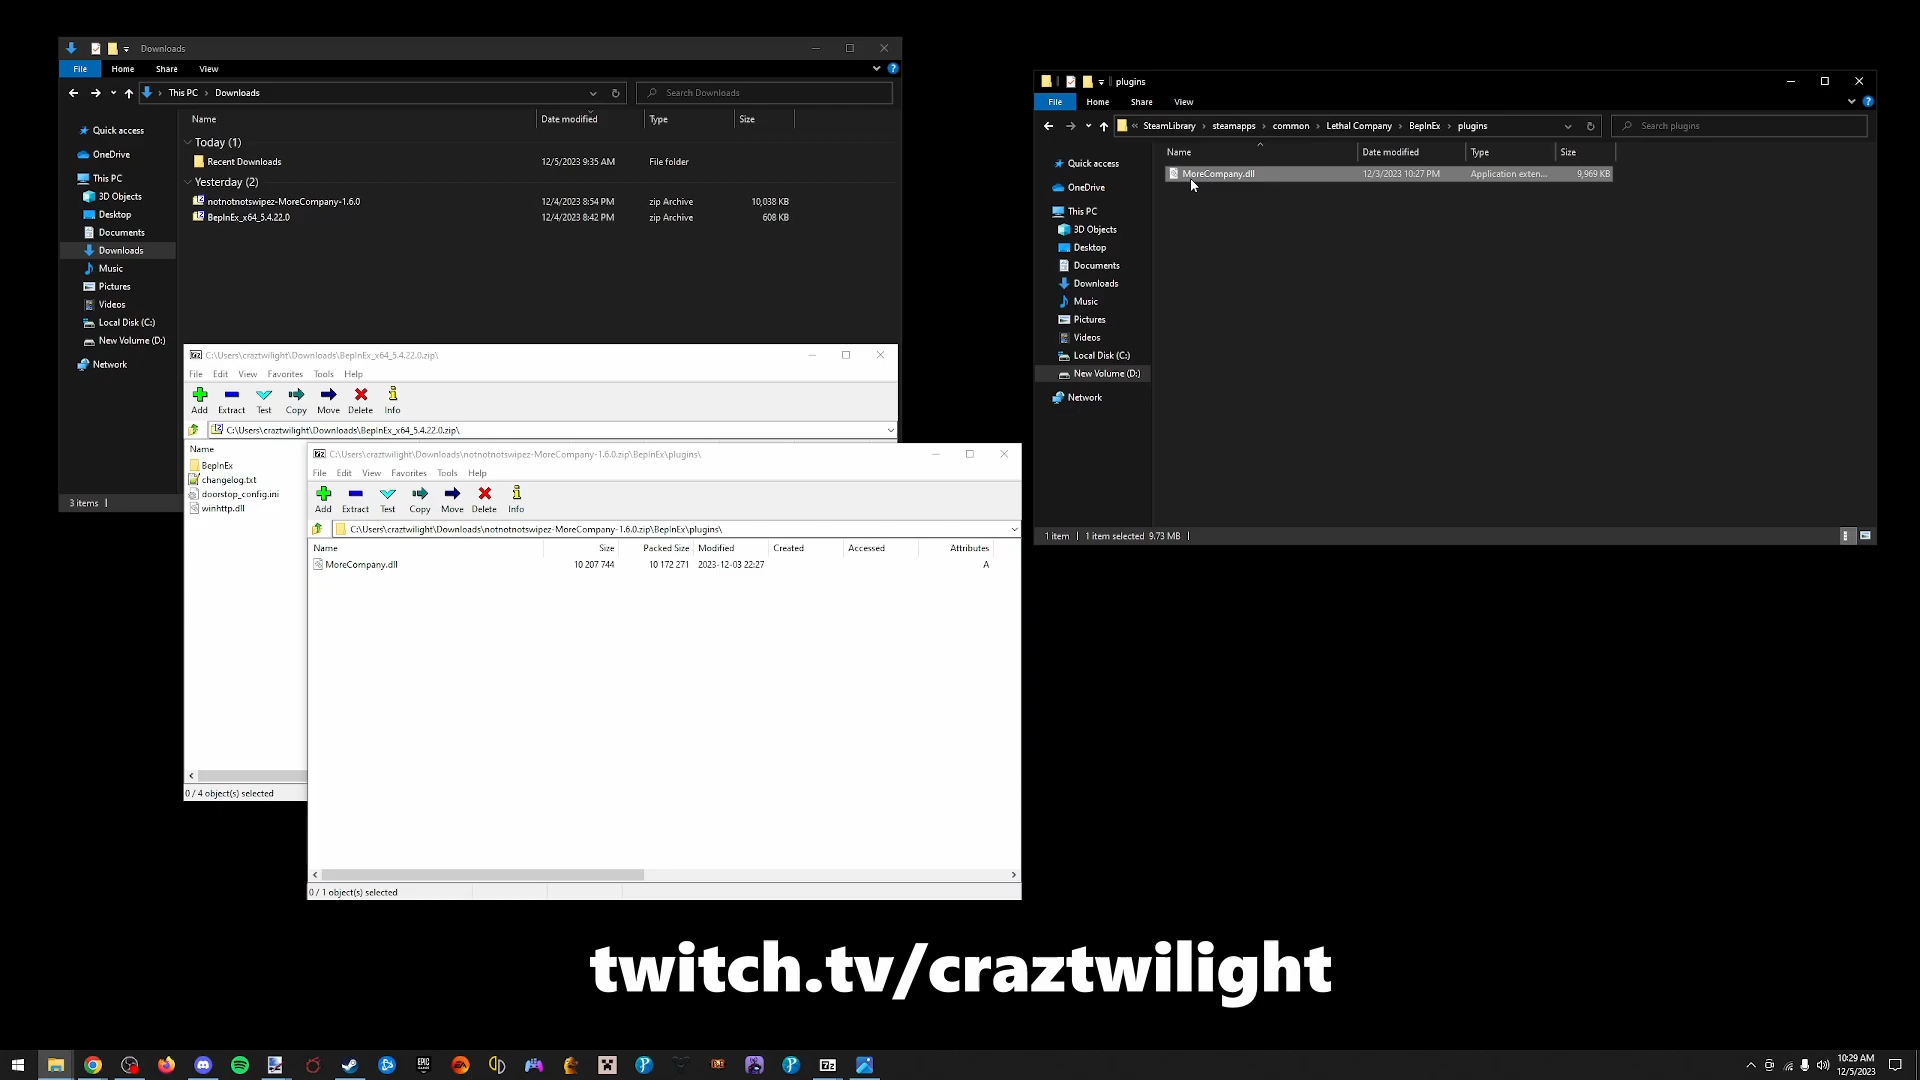 Downloads
File Home Share View
This PC > Downloads
Search Downloads
Name Date modified Type Size
Quick access
OneDrive
This PC
3D Objects
Desktop
Documents
Downloads
Music
Pictures
Videos
Local Disk (C:)
New Volume (D:)
Network
Today (1)
Recent Downloads 12/5/2023 9:35 AM File folder
Yesterday (2)
notnotnotswipez-MoreCompany-1.6.0 12/4/2023 8:54 PM zip Archive 10,038 KB
BepInEx_x64_5.4.22.0 12/4/2023 8:42 PM zip Archive 608 KB
3 items
C:\Users\craztwilight\Downloads\BepInEx_x64_5.4.22.0.zip\
File Edit View Favorites Tools Help
Add Extract Test Copy Move Delete Info
C:\Users\craztwilight\Downloads\BepInEx_x64_5.4.22.0.zip\
Name
BepInEx
changelog.txt
doorstop_config.ini
winhttp.dll
0 / 4 object(s) selected
C:\Users\craztwilight\Downloads\notnotnotswipez-MoreCompany-1.6.0.zip\BepInEx\plugins\
File Edit View Favorites Tools Help
Add Extract Test Copy Move Delete Info
C:\Users\craztwilight\Downloads\notnotnotswipez-MoreCompany-1.6.0.zip\BepInEx\plugins\
Name Size Packed Size Modified Created Accessed Attributes
MoreCompany.dll 10 207 744 10 172 271 2023-12-03 22:27 A
0 / 1 object(s) selected
plugins
File Home Share View
« SteamLibrary > steamapps > common > Lethal Company > BepInEx > plugins
Search plugins
Name Date modified Type Size
MoreCompany.dll 12/3/2023 10:27 PM Application exten... 9,969 KB
Quick access
OneDrive
This PC
3D Objects
Desktop
Documents
Downloads
Music
Pictures
Videos
Local Disk (C:)
New Volume (D:)
Network
1 item 1 item selected 9.73 MB
twitch.tv/craztwilight
10:29 AM
12/5/2023